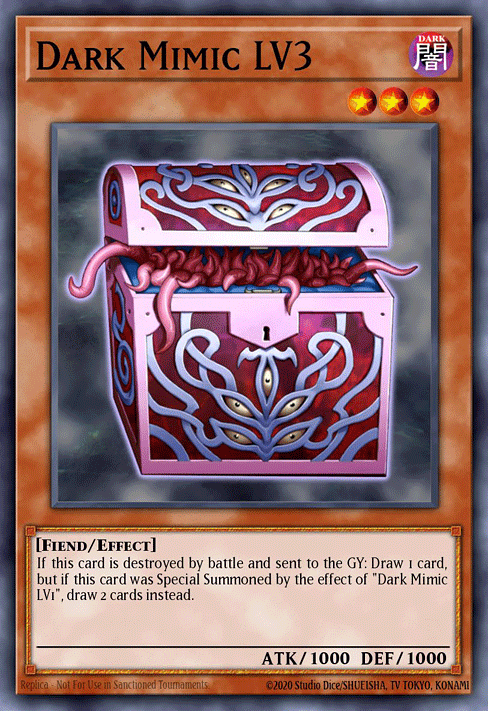 Dark Mimic LV3
DARK
闇
[Fiend/Effect]
If this card is destroyed by battle and sent to the GY: Draw 1 card,
but if this card was Special Summoned by the effect of "Dark Mimic
LV1", draw 2 cards instead.
ATK/1000 DEF/1000
Replica - Not For Use in Sanctioned Tournaments
©2020 Studio Dice/SHUEISHA, TV TOKYO, KONAMI